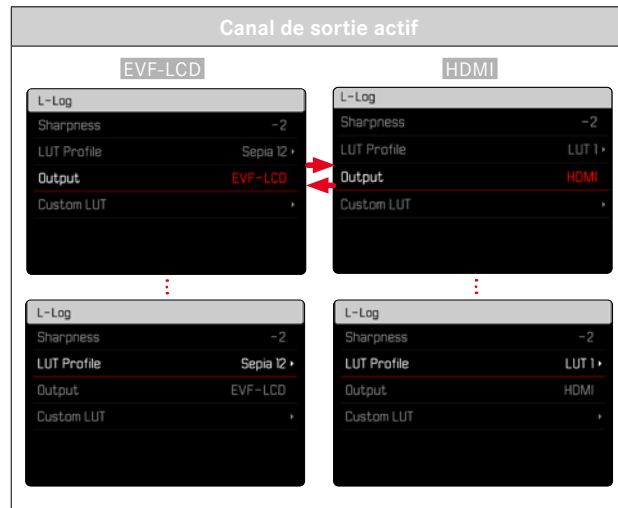 Canal de sortie actif
EVF-LCD
HDMI
L-Log
Sharpness -2
LUT Profile Sepia 12
Output EVF-LCD
Custom LUT
L-Log
Sharpness -2
LUT Profile LUT 1
Output HDMI
Custom LUT
L-Log
Sharpness -2
LUT Profile Sepia 12
Output EVF-LCD
Custom LUT
L-Log
Sharpness -2
LUT Profile LUT 1
Output HDMI
Custom LUT